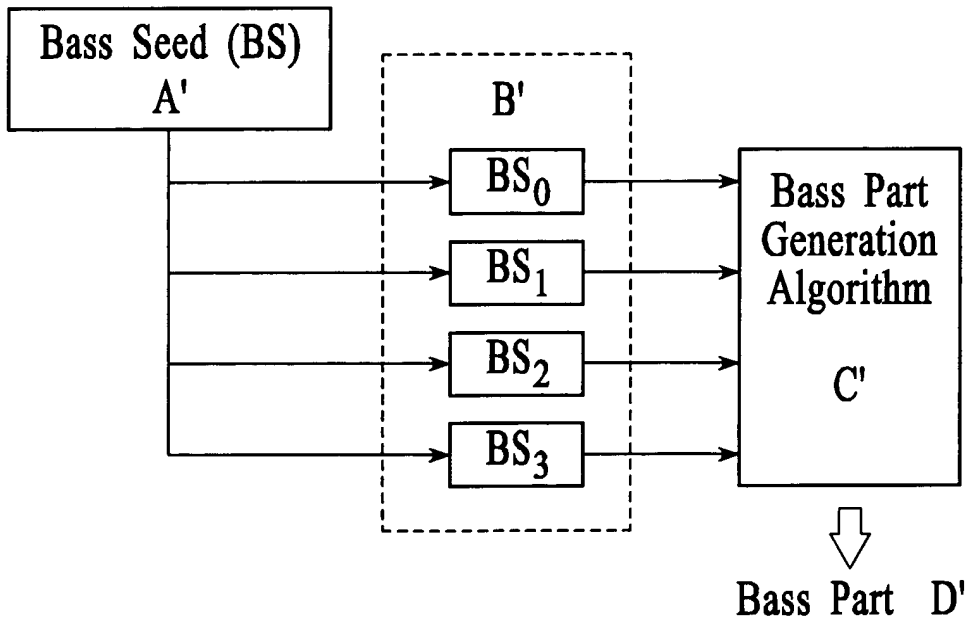 Bass Seed (BS)
A'
B'
BS₀
BS₁
BS₂
BS₃
Bass Part
Generation
Algorithm
C'
Bass Part D'